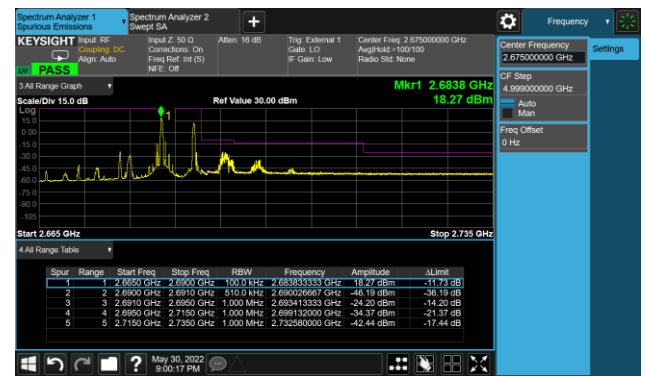 Spectrum Analyzer 1
Spurious Emissions
Spectrum Analyzer 2
Swept SA
Frequency
KEYSIGHT
Input: RF
Coupling: DC
Align: Auto
Input Z: 50 Ω
Corrections: On
Freq Ref: Int (S)
NFE: Off
Atten: 16 dB
Trig: External 1
Gate: LO
IF Gain: Low
Center Freq: 2.675000000 GHz
Avg|Hold:>100/100
Radio Std: None
PASS
3 All Range Graph
Mkr1 2.6838 GHz
18.27 dBm
Scale/Div 15.0 dB
Ref Value 30.00 dBm
Log
15.0
0.00
-15.0
-30.0
-45.0
-60.0
-75.0
-90.0
-105
1
Start 2.665 GHz
Stop 2.735 GHz
4 All Range Table
Spur Range Start Freq Stop Freq RBW Frequency Amplitude ΔLimit
1 1 2.6650 GHz 2.6900 GHz 100.0 kHz 2.683833333 GHz 18.27 dBm -11.73 dB
2 2 2.6900 GHz 2.6910 GHz 510.0 kHz 2.690026667 GHz -46.19 dBm -36.19 dB
3 3 2.6910 GHz 2.6950 GHz 1.000 MHz 2.693413333 GHz -24.20 dBm -14.20 dB
4 4 2.6950 GHz 2.7150 GHz 1.000 MHz 2.699132000 GHz -34.37 dBm -21.37 dB
5 5 2.7150 GHz 2.7350 GHz 1.000 MHz 2.732580000 GHz -42.44 dBm -17.44 dB
Center Frequency
2.675000000 GHz
Settings
CF Step
4.999000000 GHz
Auto
Man
Freq Offset
0 Hz
May 30, 2022
9:00:17 PM